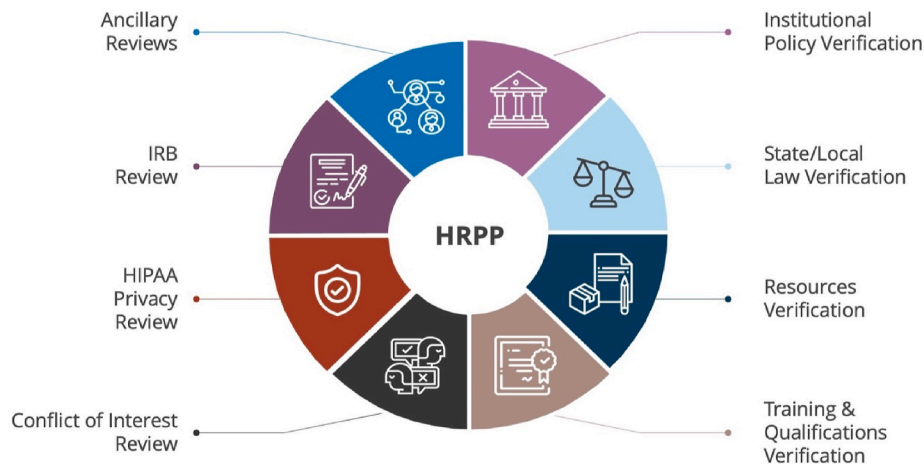 Ancillary
Reviews
IRB
Review
HIPAA
Privacy
Review
Conflict of Interest
Review
HRPP
Institutional
Policy Verification
State/Local
Law Verification
Resources
Verification
Training &
Qualifications
Verification